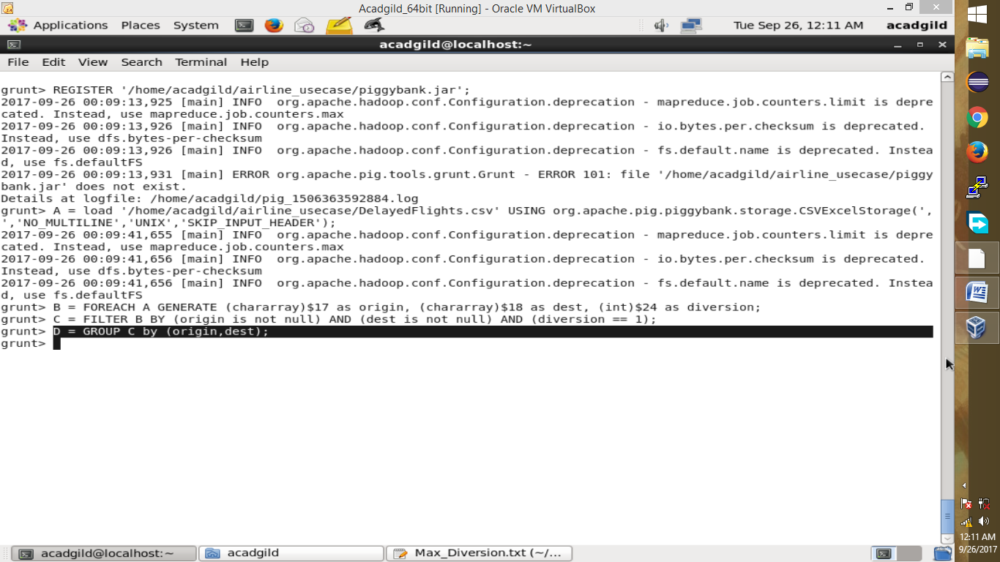 Acadgild_64bit [Running] - Oracle VM VirtualBox
Applications Places System Tue Sep 26, 12:11 AM acadgild
acadgild@localhost:~
File Edit View Search Terminal Help
grunt> REGISTER '/home/acadgild/airline_usecase/piggybank.jar';
2017-09-26 00:09:13,925 [main] INFO  org.apache.hadoop.conf.Configuration.deprecation - mapreduce.job.counters.limit is depre
cated. Instead, use mapreduce.job.counters.max
2017-09-26 00:09:13,926 [main] INFO  org.apache.hadoop.conf.Configuration.deprecation - io.bytes.per.checksum is deprecated.
Instead, use dfs.bytes-per-checksum
2017-09-26 00:09:13,926 [main] INFO  org.apache.hadoop.conf.Configuration.deprecation - fs.default.name is deprecated. Instea
d, use fs.defaultFS
2017-09-26 00:09:13,931 [main] ERROR org.apache.pig.tools.grunt.Grunt - ERROR 101: file '/home/acadgild/airline_usecase/piggy
bank.jar' does not exist.
Details at logfile: /home/acadgild/pig_1506363592884.log
grunt> A = load '/home/acadgild/airline_usecase/DelayedFlights.csv' USING org.apache.pig.piggybank.storage.CSVExcelStorage(',
','NO_MULTILINE','UNIX','SKIP_INPUT_HEADER');
2017-09-26 00:09:41,655 [main] INFO  org.apache.hadoop.conf.Configuration.deprecation - mapreduce.job.counters.limit is depre
cated. Instead, use mapreduce.job.counters.max
2017-09-26 00:09:41,656 [main] INFO  org.apache.hadoop.conf.Configuration.deprecation - io.bytes.per.checksum is deprecated.
Instead, use dfs.bytes-per-checksum
2017-09-26 00:09:41,656 [main] INFO  org.apache.hadoop.conf.Configuration.deprecation - fs.default.name is deprecated. Instea
d, use fs.defaultFS
grunt> B = FOREACH A GENERATE (chararray)$17 as origin, (chararray)$18 as dest, (int)$24 as diversion;
grunt> C = FILTER B BY (origin is not null) AND (dest is not null) AND (diversion == 1);
grunt> D = GROUP C by (origin,dest);
grunt>
acadgild@localhost:~ acadgild Max_Diversion.txt (~/...
12:11 AM
9/26/2017